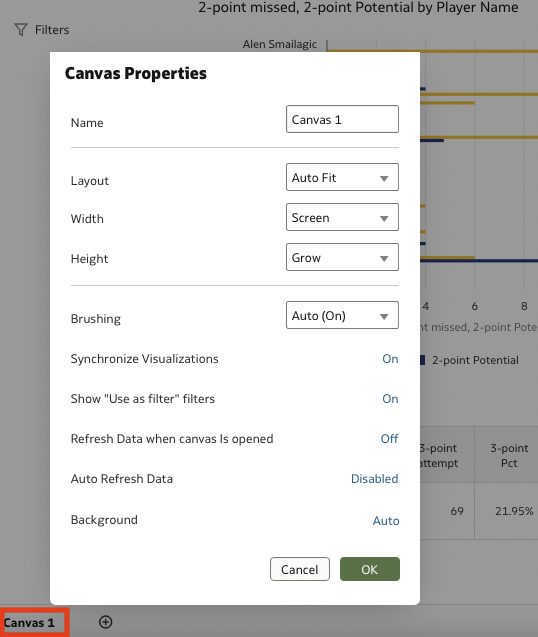 2-point missed, 2-point Potential by Player Name
Filters
Alen Smailagic
Canvas Properties
Name
Canvas 1
Layout
Auto Fit
Width
Screen
Height
Grow
Brushing
Auto (On)
Synchronize Visualizations
On
Show "Use as filter" filters
On
Refresh Data when canvas Is opened
Off
Auto Refresh Data
Disabled
Background
Auto
Cancel
OK
4 6 8
missed, 2-point
2-point Potential
3-point
3-point
Pct
69
21.95%
Canvas 1